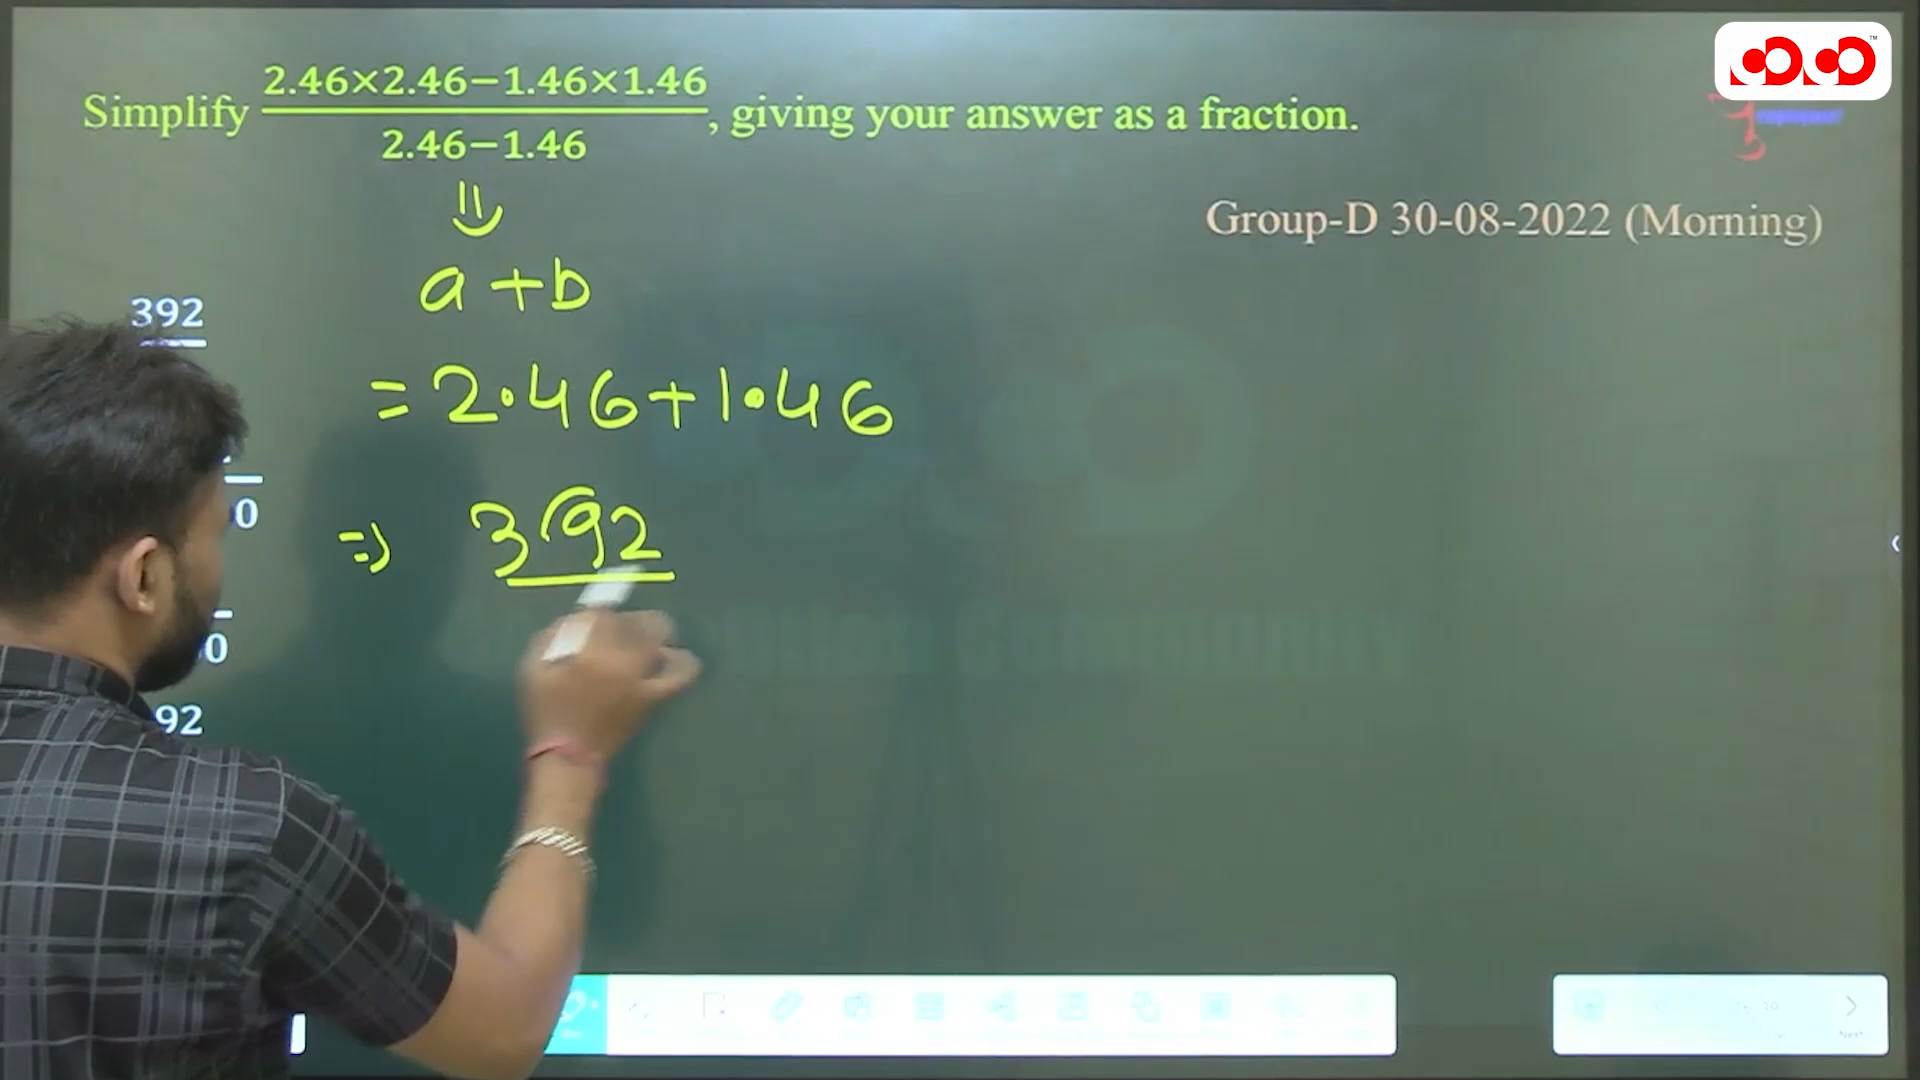 Simplify 2.46×2.46−1.46×1.46 / 2.46−1.46 , giving your answer as a fraction.
Group-D 30-08-2022 (Morning)
a + b
= 2.46 + 1.46
⇒ 392
392
0
0
92
Next